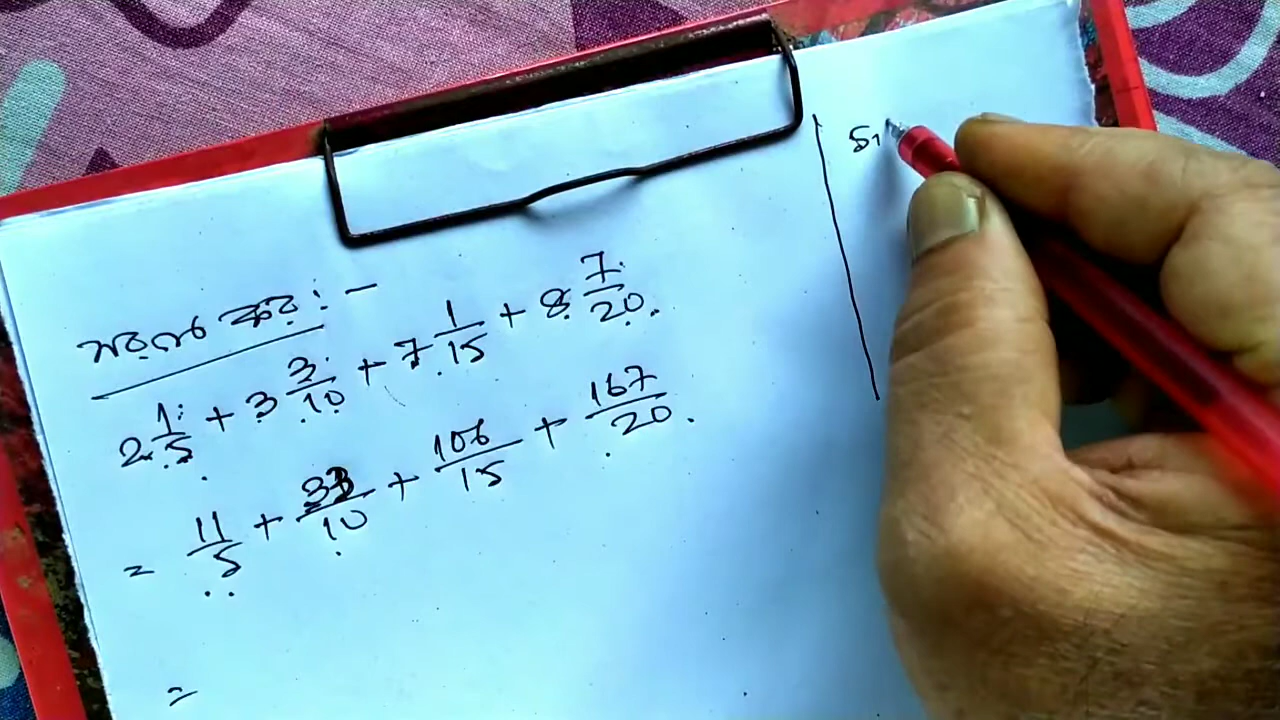 সরল কর : -
2 1/5 + 3 3/10 + 7 1/15 + 8 7/20
= 11/5 + 33/10 + 106/15 + 167/20
=
5,